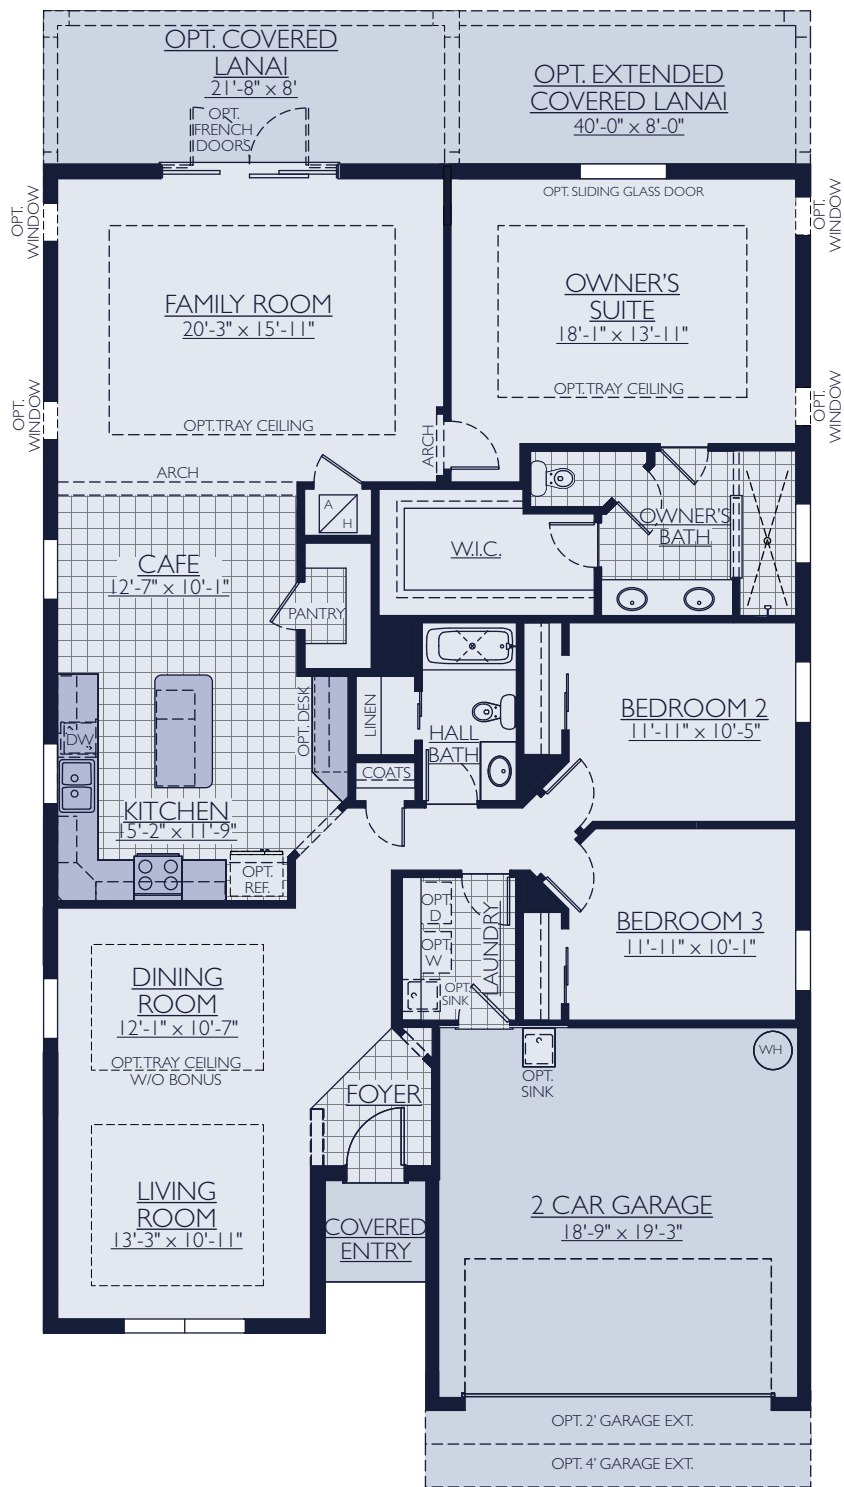 OPT. COVERED
LANAI
21'-8" x 8'
OPT. EXTENDED
COVERED LANAI
40'-0" x 8'-0"
OPT.
FRENCH
DOORS
OPT. SLIDING GLASS DOOR
OPT.
WINDOW
OPT.
WINDOW
FAMILY ROOM
20'-3" x 15'-11"
OPT. TRAY CEILING
OWNER'S
SUITE
18'-1" x 13'-11"
OPT. TRAY CEILING
OPT.
WINDOW
OPT.
WINDOW
ARCH
ARCH
A
H
W.I.C.
OWNER'S
BATH
CAFE
12'-7" x 10'-1"
PANTRY
OPT. DESK
LINEN
HALL
BATH
COATS
BEDROOM 2
11'-11" x 10'-5"
DW
KITCHEN
15'-2" x 11'-9"
OPT.
REF.
OPT.
D
OPT.
W
LAUNDRY
OPT.
SINK
BEDROOM 3
11'-11" x 10'-1"
DINING
ROOM
12'-1" x 10'-7"
OPT. TRAY CEILING
W/O BONUS
FOYER
OPT.
SINK
WH
LIVING
ROOM
13'-3" x 10'-11"
COVERED
ENTRY
2 CAR GARAGE
18'-9" x 19'-3"
OPT. 2' GARAGE EXT.
OPT. 4' GARAGE EXT.